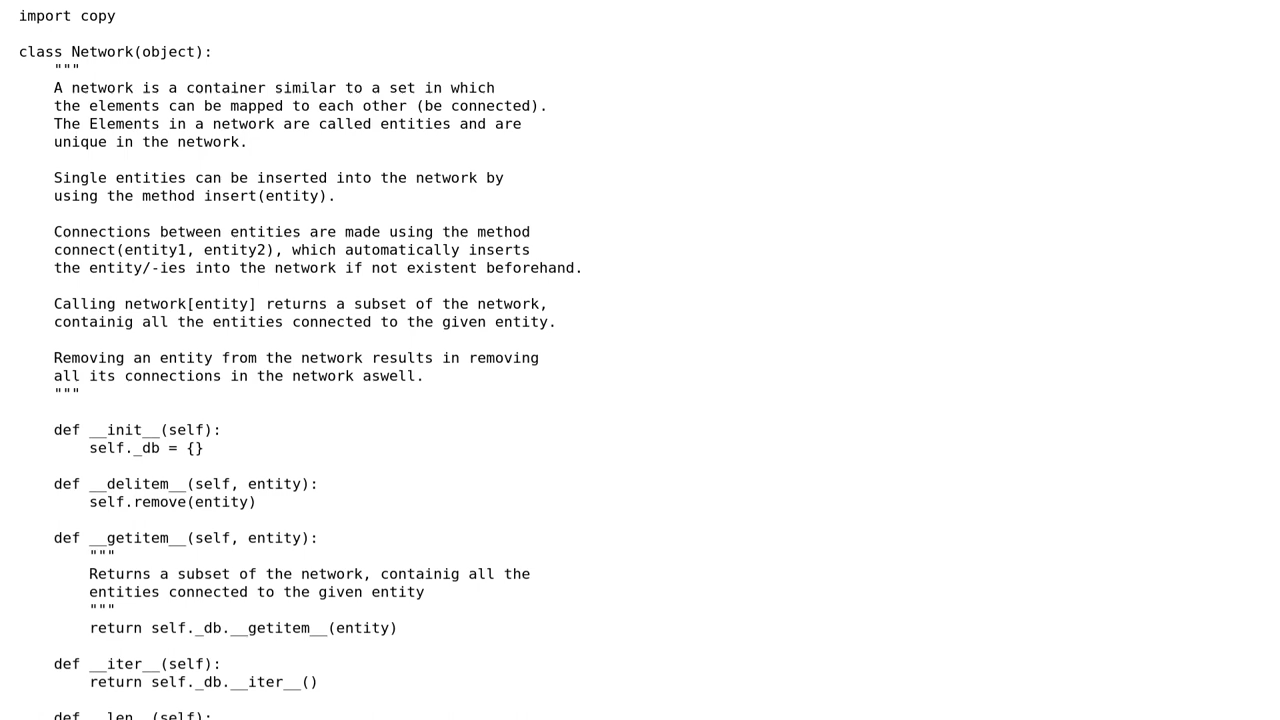 import copy
class Network(object):
"""
A network is a container similar to a set in which
the elements can be mapped to each other (be connected).
The Elements in a network are called entities and are
unique in the network.
Single entities can be inserted into the network by
using the method insert(entity).
Connections between entities are made using the method
connect(entity1, entity2), which automatically inserts
the entity/-ies into the network if not existent beforehand.
Calling network[entity] returns a subset of the network,
containig all the entities connected to the given entity.
Removing an entity from the network results in removing
all its connections in the network aswell.
"""
def __init__(self):
self._db = {}
def __delitem__(self, entity):
self.remove(entity)
def __getitem__(self, entity):
"""
Returns a subset of the network, containig all the
entities connected to the given entity
"""
return self._db.__getitem__(entity)
def __iter__(self):
return self._db.__iter__()
def __len__(self):